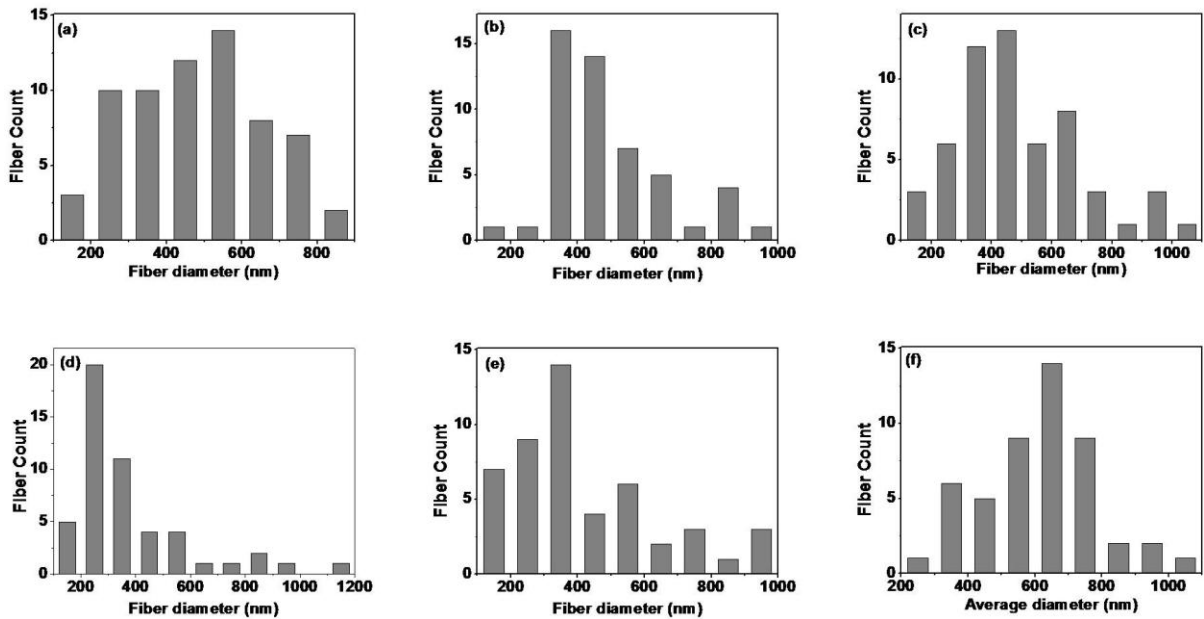 (a)
15
10
5
0
Fiber Count
200 400 600 800
Fiber diameter (nm)
(b)
15
10
5
0
Fiber Count
200 400 600 800 1000
Fiber diameter (nm)
(c)
15
10
5
0
Fiber Count
200 400 600 800 1000
Fiber diameter (nm)
(d)
20
15
10
5
0
Fiber Count
200 400 600 800 1000 1200
Fiber diameter (nm)
(e)
15
10
5
0
Fiber Count
200 400 600 800 1000
Fiber diameter (nm)
(f)
15
10
5
0
Fiber Count
200 400 600 800 1000
Average diameter (nm)